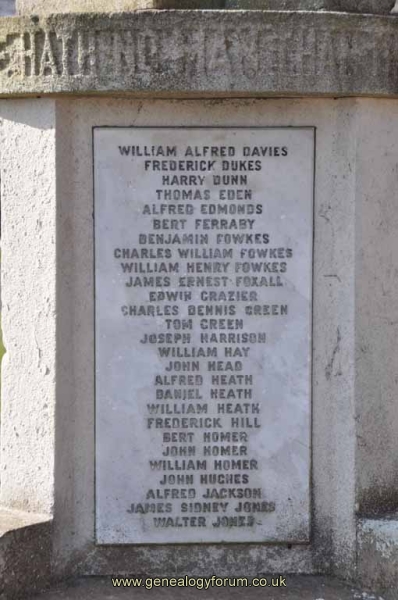 SHALL NO MAN
WILLIAM ALFRED DAVIES
FREDERICK DUKES
HARRY DUNN
THOMAS EDEN
ALFRED EDMONDS
BERT FERRABY
BENJAMIN FOWKES
CHARLES WILLIAM FOWKES
WILLIAM HENRY FOWKES
JAMES ERNEST FOXALL
EDWIN GRAZIER
CHARLES DENNIS GREEN
TOM GREEN
JOSEPH HARRISON
WILLIAM HAY
JOHN HEAD
ALFRED HEATH
DANIEL HEATH
WILLIAM HEATH
FREDERICK HILL
BERT HOMER
JOHN HOMER
WILLIAM HOMER
JOHN HUGHES
ALFRED JACKSON
JAMES SIDNEY JONES
WALTER JONES
www.genealogyforum.co.uk